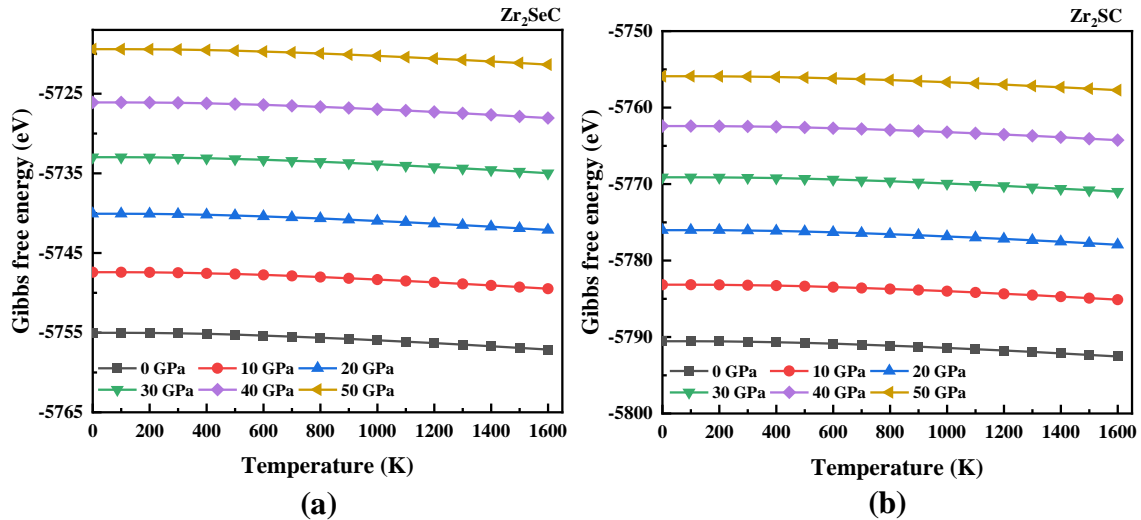 Zr₂SeC
Gibbs free energy (eV)
-5725
-5735
-5745
-5755
-5765
0 GPa 10 GPa 20 GPa
30 GPa 40 GPa 50 GPa
0 200 400 600 800 1000 1200 1400 1600
Temperature (K)
(a)
Zr₂SC
Gibbs free energy (eV)
-5750
-5760
-5770
-5780
-5790
-5800
0 GPa 10 GPa 20 GPa
30 GPa 40 GPa 50 GPa
0 200 400 600 800 1000 1200 1400 1600
Temperature (K)
(b)